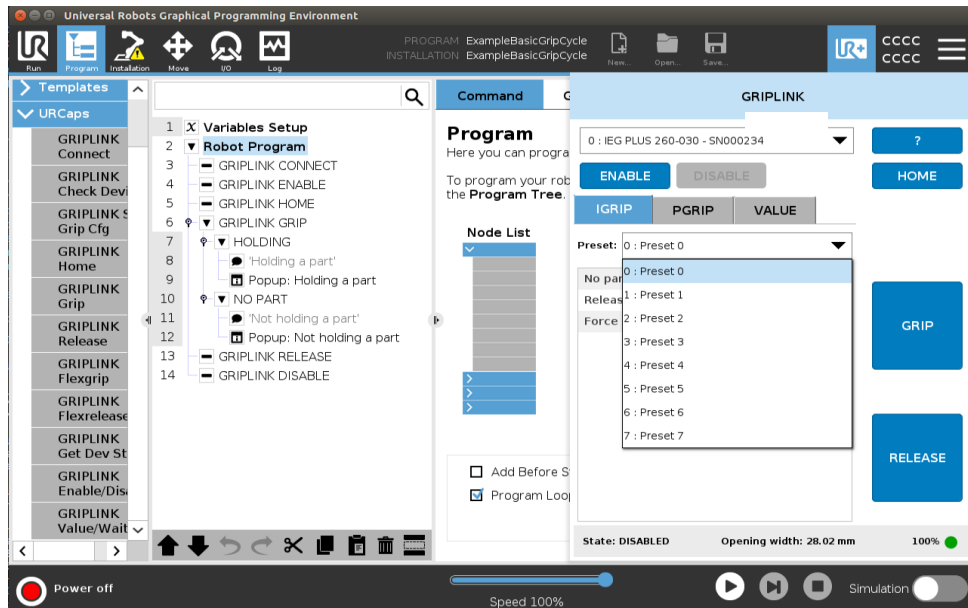 Universal Robots Graphical Programming Environment
UR
Run
Program
Installation
Move
I/O
Log
PROGRAM ExampleBasicGripCycle
INSTALLATION ExampleBasicGripCycle
New...
Open...
Save...
UR+
CCCC
CCCC
Templates
URCaps
GRIPLINK
Connect
GRIPLINK
Check Devi
GRIPLINK S
Grip Cfg
GRIPLINK
Home
GRIPLINK
Grip
GRIPLINK
Release
GRIPLINK
Flexgrip
GRIPLINK
Flexrelease
GRIPLINK
Get Dev St
GRIPLINK
Enable/Disa
GRIPLINK
Value/Wait
1 X Variables Setup
2 Robot Program
3 GRIPLINK CONNECT
4 GRIPLINK ENABLE
5 GRIPLINK HOME
6 GRIPLINK GRIP
7 HOLDING
8 'Holding a part'
9 Popup: Holding a part
10 NO PART
11 'Not holding a part'
12 Popup: Not holding a part
13 GRIPLINK RELEASE
14 GRIPLINK DISABLE
Command
G
Program
Here you can progra
To program your rob
the Program Tree.
Node List
Add Before S
Program Loop
GRIPLINK
0 : IEG PLUS 260-030 - SN000234
?
ENABLE
DISABLE
HOME
IGRIP
PGRIP
VALUE
Preset: 0 : Preset 0
No par
Releas
Force
0 : Preset 0
1 : Preset 1
2 : Preset 2
3 : Preset 3
4 : Preset 4
5 : Preset 5
6 : Preset 6
7 : Preset 7
GRIP
RELEASE
State: DISABLED
Opening width: 28.02 mm
100%
Power off
Speed 100%
Simulation